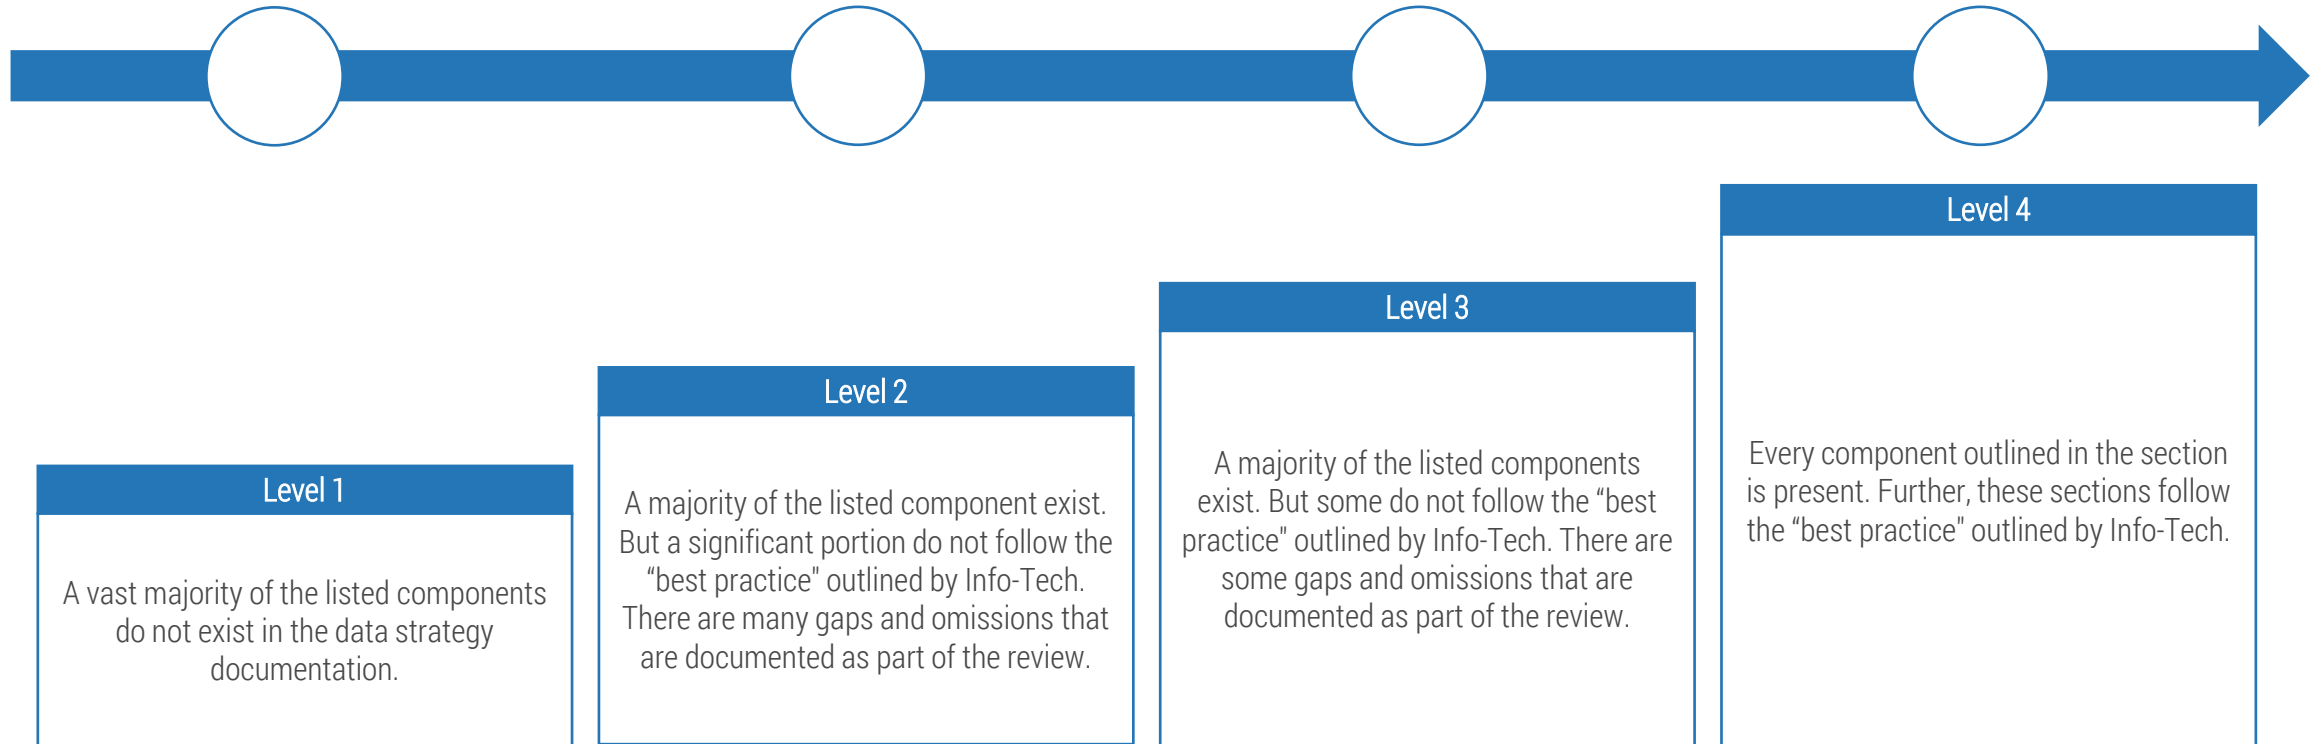 Level 1
A vast majority of the listed components
do not exist in the data strategy
documentation.
Level 2
A majority of the listed component exist.
But a significant portion do not follow the
“best practice" outlined by Info-Tech.
There are many gaps and omissions that
are documented as part of the review.
Level 3
A majority of the listed components
exist. But some do not follow the “best
practice" outlined by Info-Tech. There are
some gaps and omissions that are
documented as part of the review.
Level 4
Every component outlined in the section
is present. Further, these sections follow
the “best practice" outlined by Info-Tech.